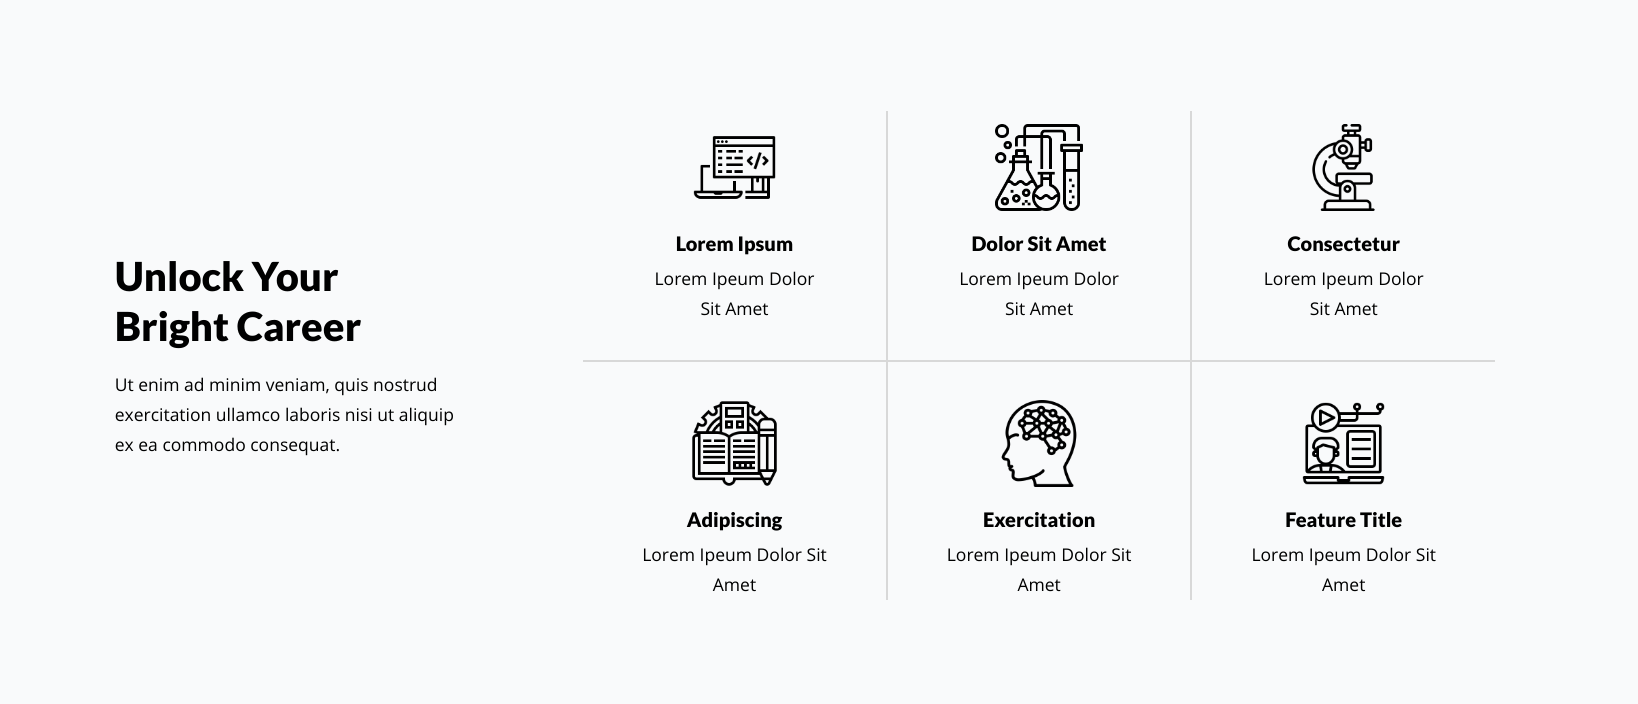 Unlock Your
Bright Career
Ut enim ad minim veniam, quis nostrud
exercitation ullamco laboris nisi ut aliquip
ex ea commodo consequat.
Lorem Ipsum
Lorem Ipeum Dolor
Sit Amet
Dolor Sit Amet
Lorem Ipeum Dolor
Sit Amet
Consectetur
Lorem Ipeum Dolor
Sit Amet
Adipiscing
Lorem Ipeum Dolor Sit
Amet
Exercitation
Lorem Ipeum Dolor Sit
Amet
Feature Title
Lorem Ipeum Dolor Sit
Amet